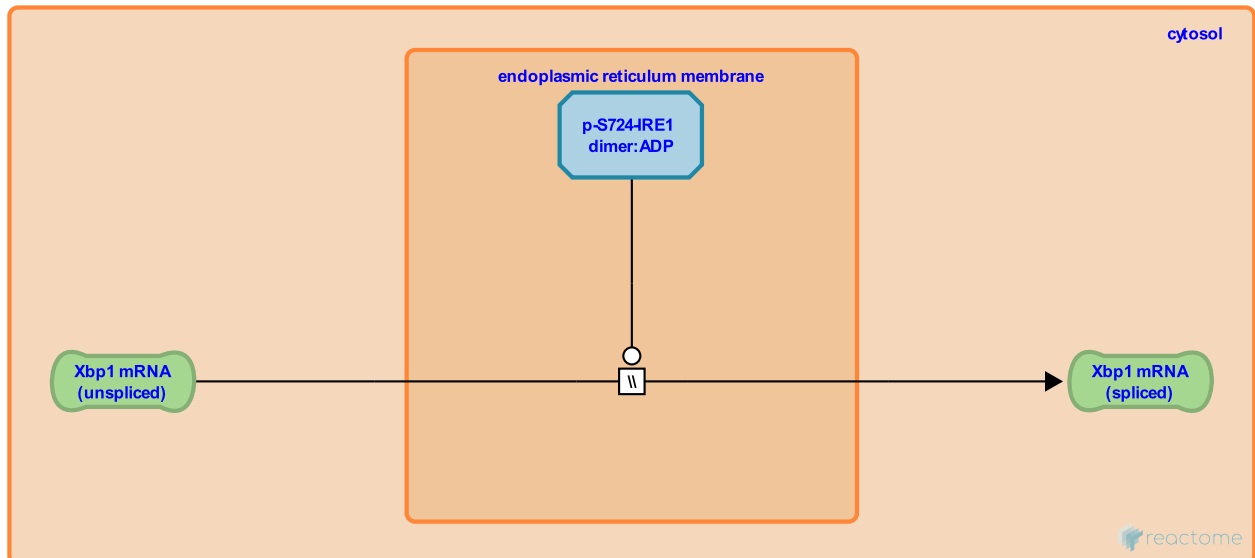 cytosol
endoplasmic reticulum membrane
p-S724-IRE1
dimer:ADP
\\
Xbp1 mRNA
(unspliced)
Xbp1 mRNA
(spliced)
reactome